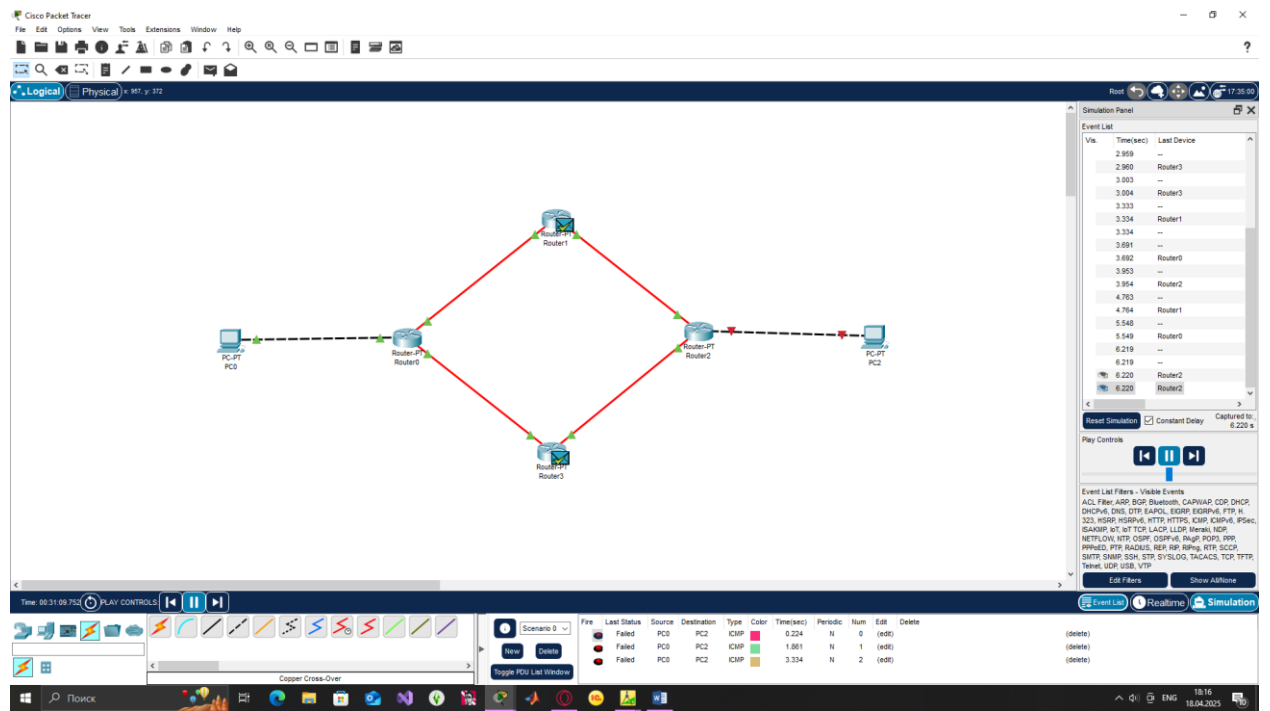 Cisco Packet Tracer
File Edit Options View Tools Extensions Window Help
?
Logical Physical x: 957, y: 372 Root 17:35:00
Simulation Panel
Event List
Vis. Time(sec) Last Device
2.959 --
2.960 Router3
3.003 --
3.004 Router3
3.333 --
3.334 Router1
3.334 --
3.691 --
3.692 Router0
3.953 --
3.954 Router2
4.763 --
4.764 Router1
5.548 --
5.549 Router0
6.219 --
6.219 --
6.220 Router2
6.220 Router2
Reset Simulation Constant Delay Captured to:
6.220 s
Play Controls
Event List Filters - Visible Events
ACL Filter, ARP, BGP, Bluetooth, CAPWAP, CDP, DHCP,
DHCPv6, DNS, DTP, EAPOL, EIGRP, EIGRPv6, FTP, H.
323, HSRP, HSRPv6, HTTP, HTTPS, ICMP, ICMPv6, IPSec,
ISAKMP, IoT, IoT TCP, LACP, LLDP, Meraki, NDP,
NETFLOW, NTP, OSPF, OSPFv6, PAgP, POP3, PPP,
PPPoED, PTP, RADIUS, REP, RIP, RIPng, RTP, SCCP,
SMTP, SNMP, SSH, STP, SYSLOG, TACACS, TCP, TFTP,
Telnet, UDP, USB, VTP
Edit Filters Show All/None
Router-PT
Router1
PC-PT
PC0
Router-PT
Router0
Router-PT
Router2
PC-PT
PC2
Router-PT
Router3
Time: 00:31:09.752 PLAY CONTROLS:
Event List Realtime Simulation
Scenario 0
New Delete
Toggle PDU List Window
Fire Last Status Source Destination Type Color Time(sec) Periodic Num Edit Delete
Failed PC0 PC2 ICMP 0.224 N 0 (edit) (delete)
Failed PC0 PC2 ICMP 1.861 N 1 (edit) (delete)
Failed PC0 PC2 ICMP 3.334 N 2 (edit) (delete)
Copper Cross-Over
Поиск
ENG
18:16
18.04.2025